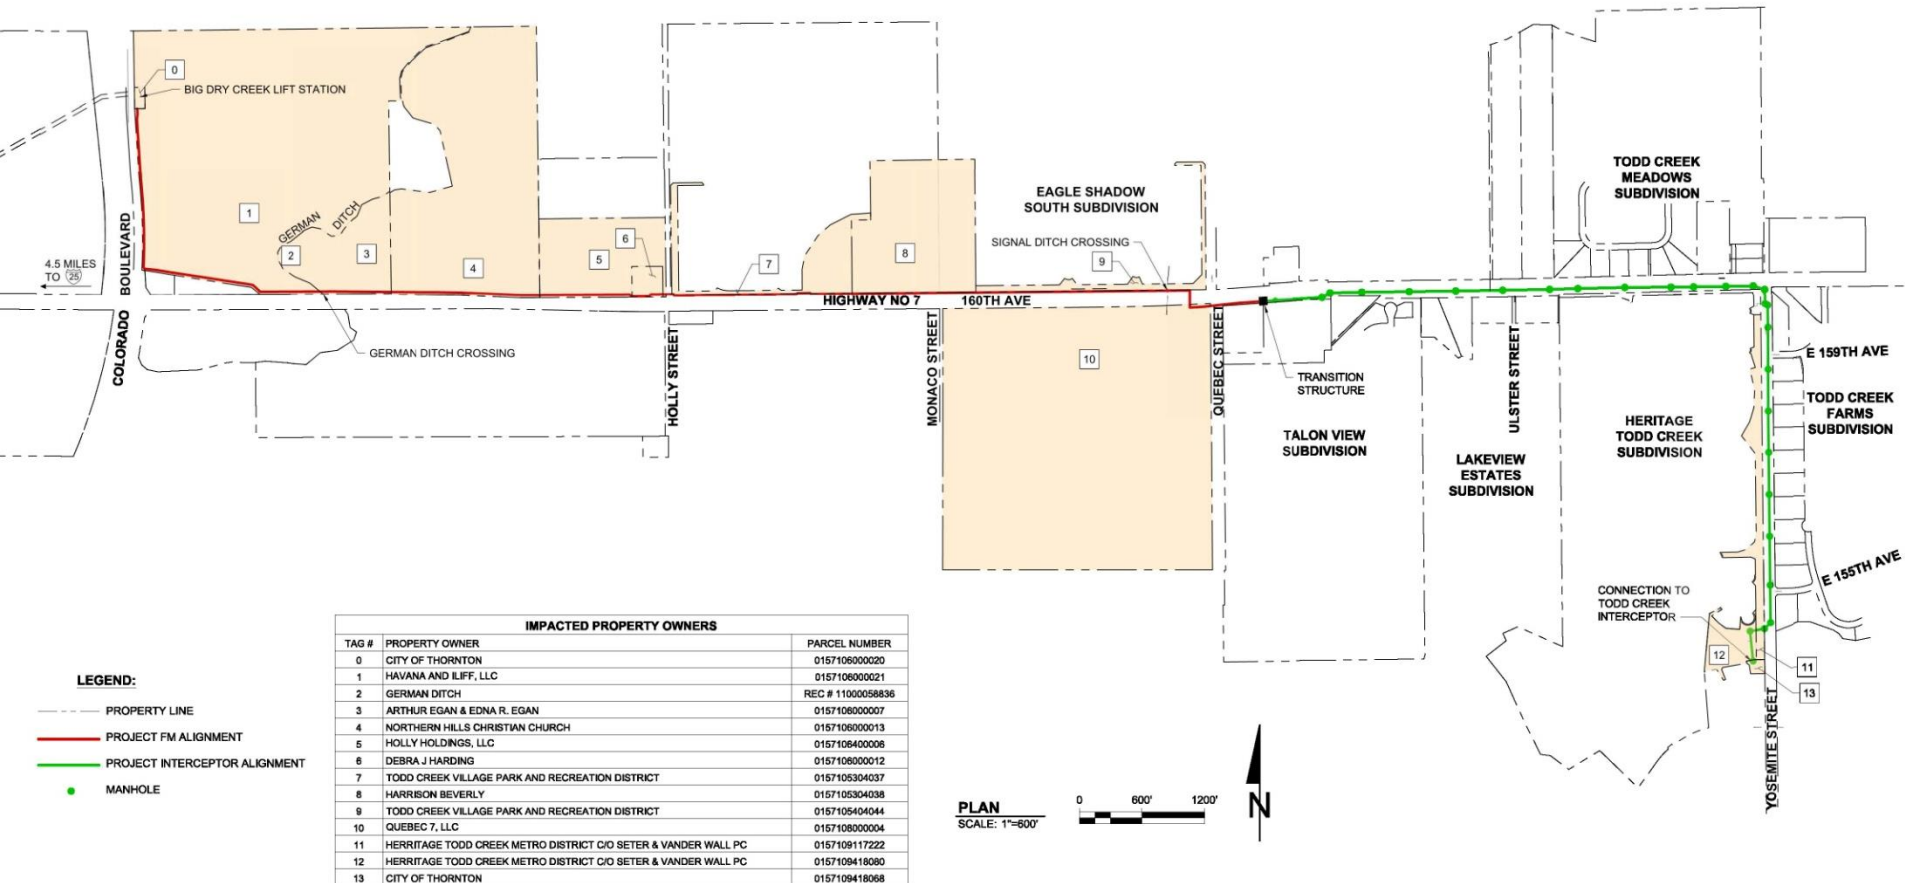 0
BIG DRY CREEK LIFT STATION
1
GERMAN
DITCH
2
3
4
5
6
7
8
9
10
4.5 MILES
TO 25
COLORADO BOULEVARD
GERMAN DITCH CROSSING
HOLLY STREET
HIGHWAY NO 7
160TH AVE
MONACO STREET
EAGLE SHADOW
SOUTH SUBDIVISION
SIGNAL DITCH CROSSING
QUEBEC STREET
TRANSITION
STRUCTURE
TALON VIEW
SUBDIVISION
LAKEVIEW
ESTATES
SUBDIVISION
ULSTER STREET
TODD CREEK
MEADOWS
SUBDIVISION
HERITAGE
TODD CREEK
SUBDIVISION
E 159TH AVE
TODD CREEK
FARMS
SUBDIVISION
E 155TH AVE
CONNECTION TO
TODD CREEK
INTERCEPTOR
12
11
13
YOSEMITE STREET
LEGEND:
PROPERTY LINE
PROJECT FM ALIGNMENT
PROJECT INTERCEPTOR ALIGNMENT
MANHOLE
IMPACTED PROPERTY OWNERS
TAG # PROPERTY OWNER PARCEL NUMBER
0 CITY OF THORNTON 0157106000020
1 HAVANA AND ILIFF, LLC 0157106000021
2 GERMAN DITCH REC # 11000058836
3 ARTHUR EGAN & EDNA R. EGAN 0157106000007
4 NORTHERN HILLS CHRISTIAN CHURCH 0157106000013
5 HOLLY HOLDINGS, LLC 0157106400006
6 DEBRA J HARDING 0157106000012
7 TODD CREEK VILLAGE PARK AND RECREATION DISTRICT 0157105304037
8 HARRISON BEVERLY 0157105304038
9 TODD CREEK VILLAGE PARK AND RECREATION DISTRICT 0157105404044
10 QUEBEC 7, LLC 0157108000004
11 HERRITAGE TODD CREEK METRO DISTRICT C/O SETER & VANDER WALL PC 0157109117222
12 HERRITAGE TODD CREEK METRO DISTRICT C/O SETER & VANDER WALL PC 0157109418080
13 CITY OF THORNTON 0157109418068
PLAN
SCALE: 1"=600'
0 600' 1200'
N